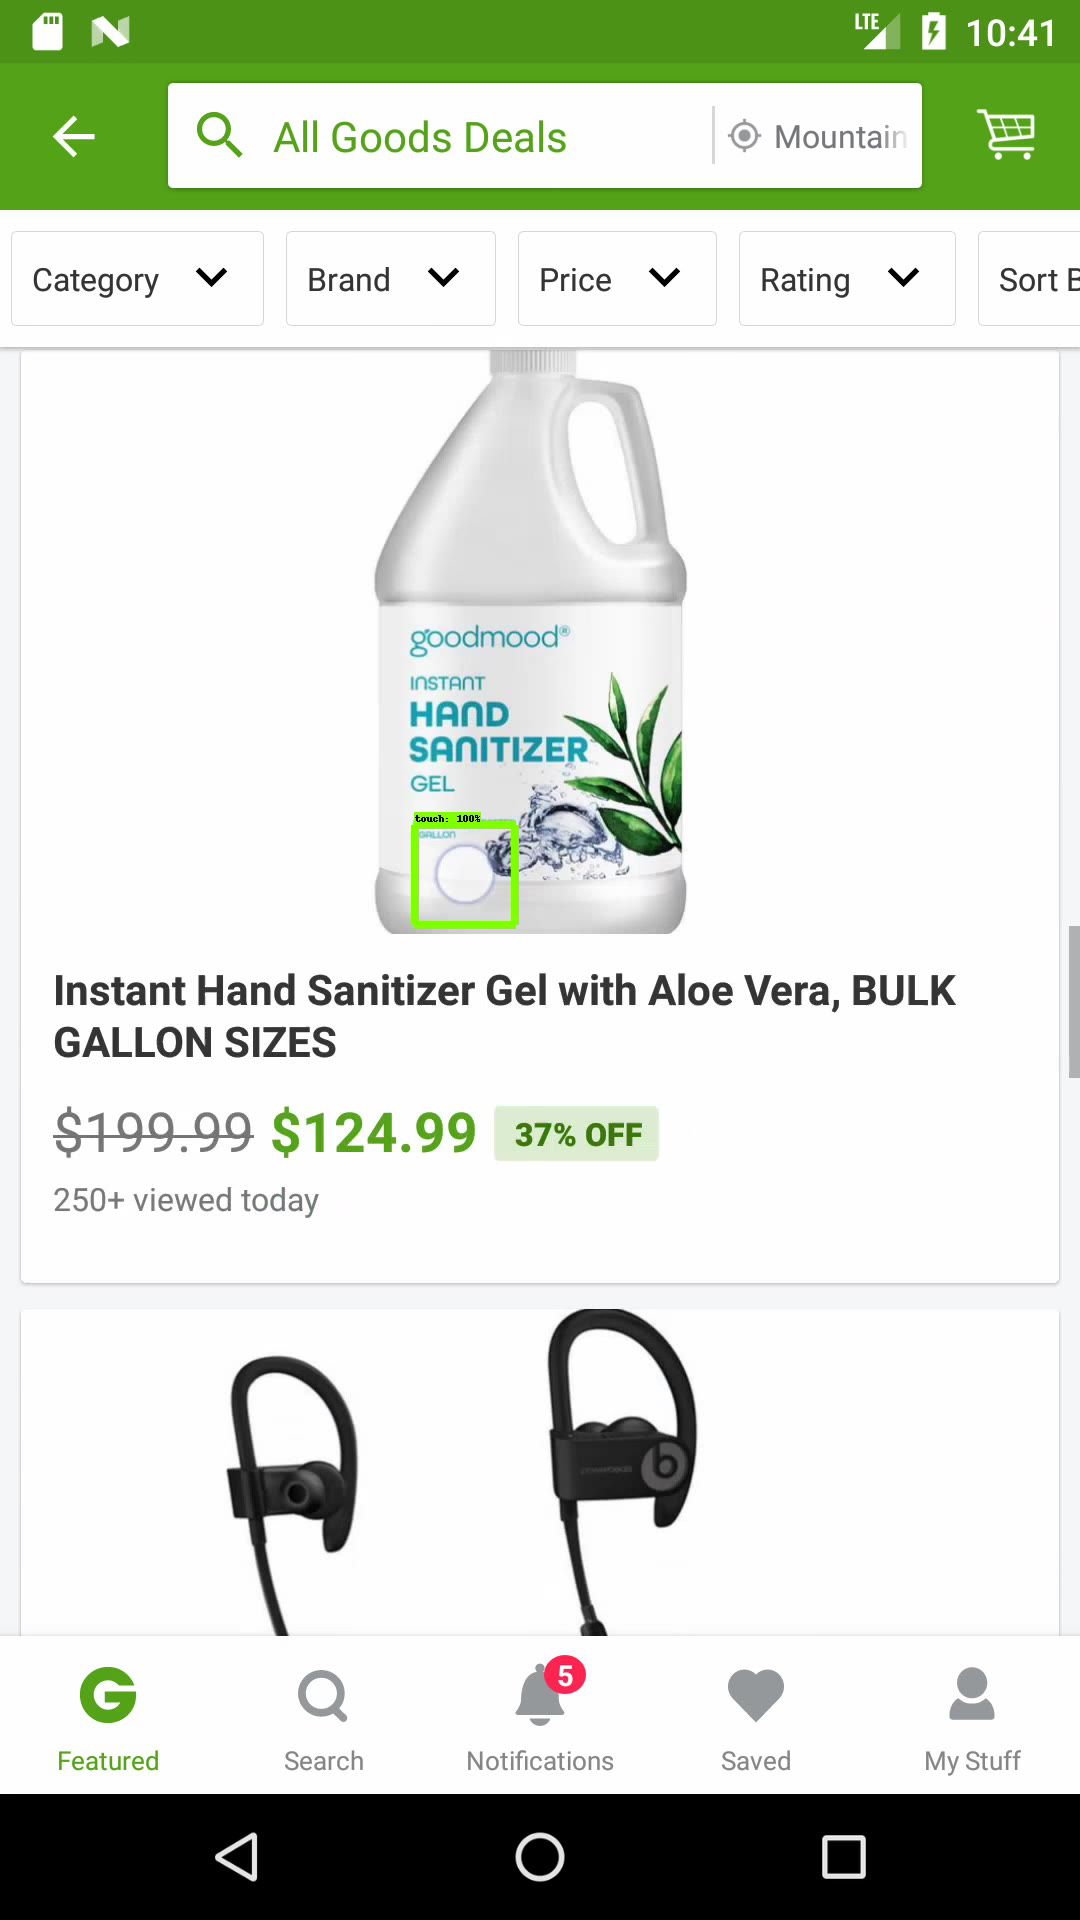 LTE 10:41
All Goods Deals Mountain
Category Brand Price Rating Sort B
goodmood®
INSTANT
HAND
SANITIZER
GEL
touch: 100%
GALLON
Instant Hand Sanitizer Gel with Aloe Vera, BULK
GALLON SIZES
$199.99 $124.99 37% OFF
250+ viewed today
b
G 5
Featured Search Notifications Saved My Stuff